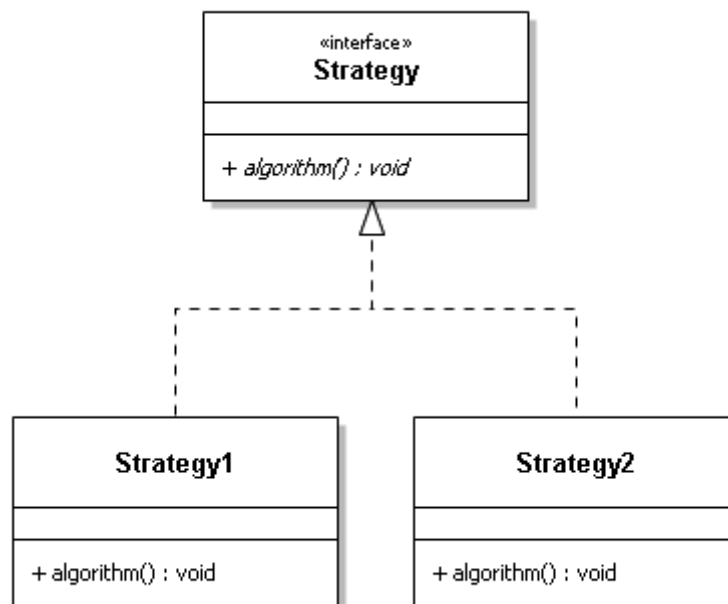 «interface»
Strategy
+ algorithm() : void
Strategy1
+ algorithm() : void
Strategy2
+ algorithm() : void